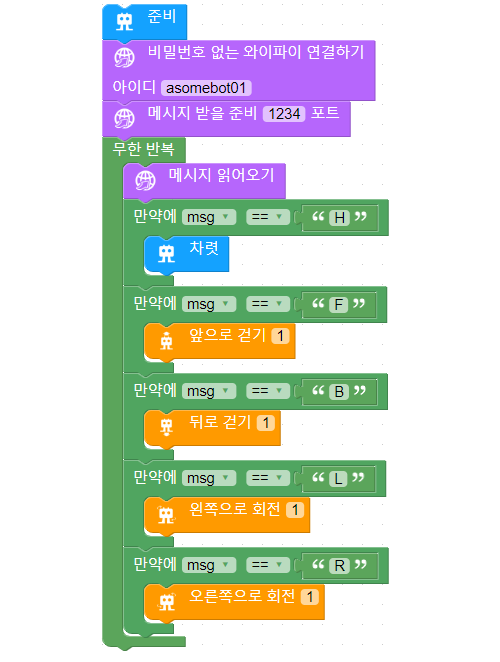 준비
비밀번호 없는 와이파이 연결하기
아이디 asomebot01
메시지 받을 준비 1234 포트
무한 반복
메시지 읽어오기
만약에 msg == “ H ”
차렷
만약에 msg == “ F ”
앞으로 걷기 1
만약에 msg == “ B ”
뒤로 걷기 1
만약에 msg == “ L ”
왼쪽으로 회전 1
만약에 msg == “ R ”
오른쪽으로 회전 1